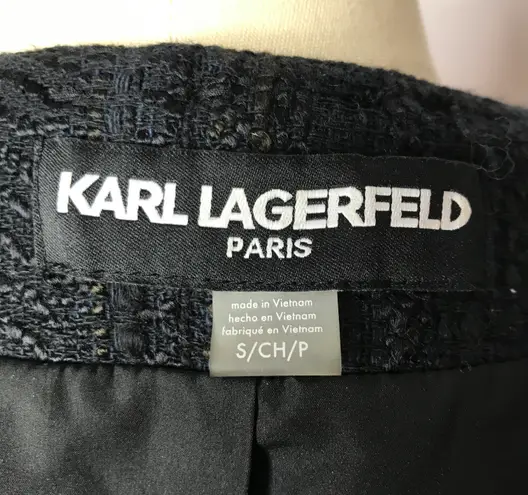 KARL LAGERFELD
PARIS
made in Vietnam
hecho en Vietnam
fabriqué en Vietnam
S/CH/P